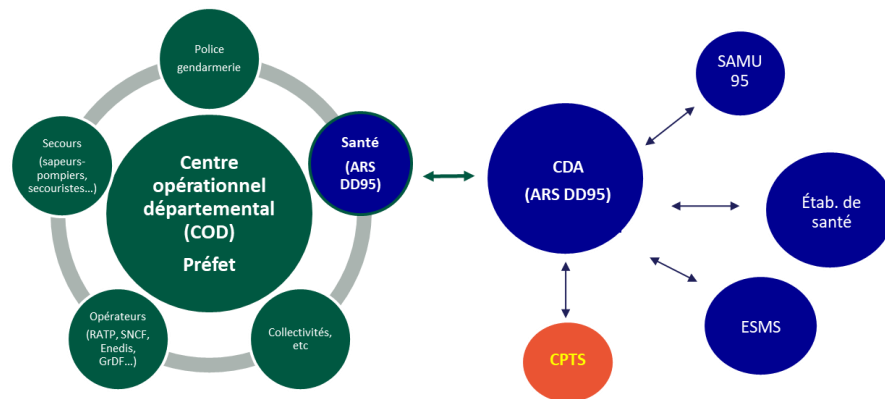 Police
gendarmerie
Secours
(sapeurs-
pompiers,
secouristes...)
Santé
(ARS
DD95)
Centre
opérationnel
départemental
(COD)
Préfet
Opérateurs
(RATP, SNCF,
Enedis,
GrDF...)
Collectivités,
etc
CDA
(ARS DD95)
SAMU
95
Étab. de
santé
ESMS
CPTS